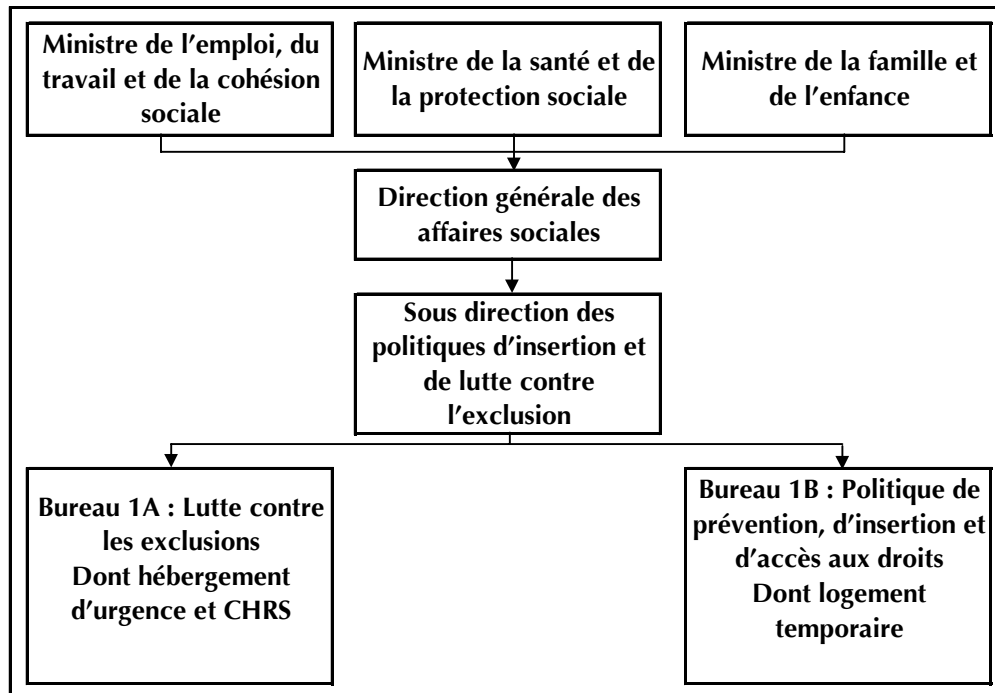 Ministre de l’emploi, du
travail et de la cohésion
sociale
Ministre de la santé et de
la protection sociale
Ministre de la famille et
de l’enfance
Direction générale des
affaires sociales
Sous direction des
politiques d’insertion et
de lutte contre
l’exclusion
Bureau 1A : Lutte contre
les exclusions
Dont hébergement
d’urgence et CHRS
Bureau 1B : Politique de
prévention, d’insertion et
d’accès aux droits
Dont logement
temporaire